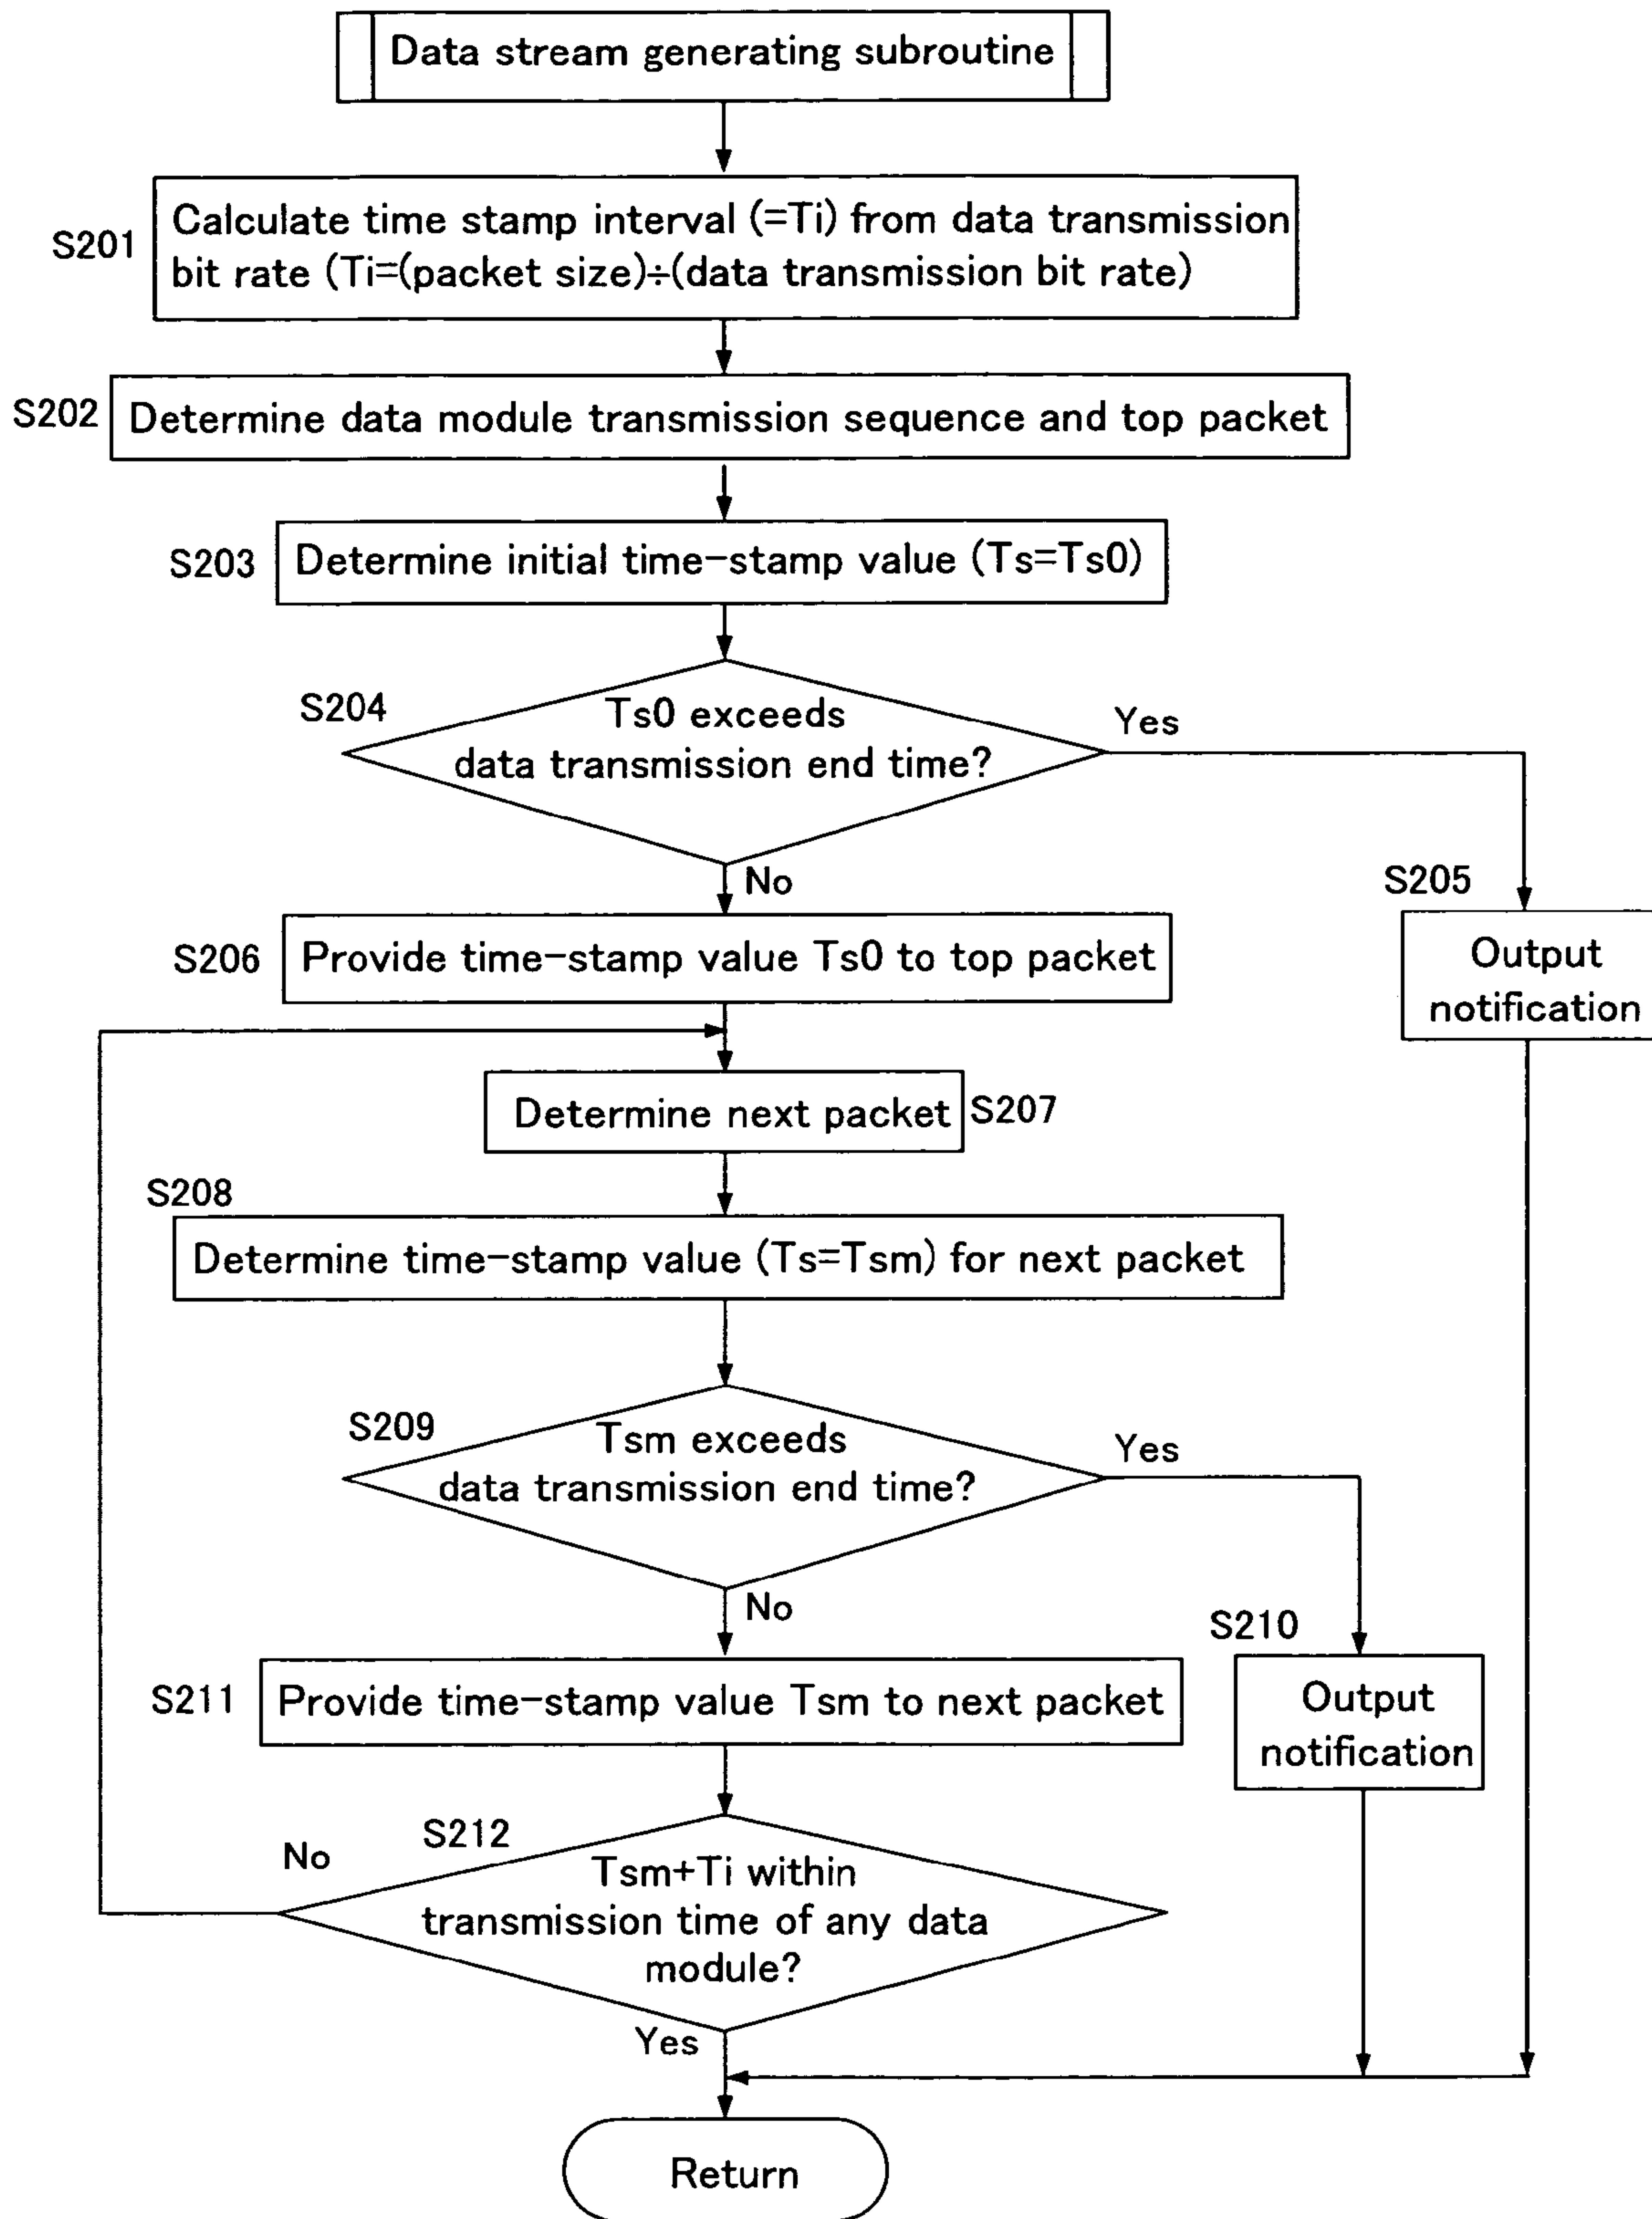 Data stream generating subroutine
S201
Calculate time stamp interval (=Ti) from data transmission
bit rate (Ti=(packet size)÷(data transmission bit rate)
S202
Determine data module transmission sequence and top packet
S203
Determine initial time-stamp value (Ts=Ts0)
S204
Ts0 exceeds
data transmission end time?
Yes
No
S205
Output
notification
S206
Provide time-stamp value Ts0 to top packet
Determine next packet
S207
S208
Determine time-stamp value (Ts=Tsm) for next packet
S209
Tsm exceeds
data transmission end time?
Yes
No
S210
Output
notification
S211
Provide time-stamp value Tsm to next packet
S212
No
Tsm+Ti within
transmission time of any data
module?
Yes
Return